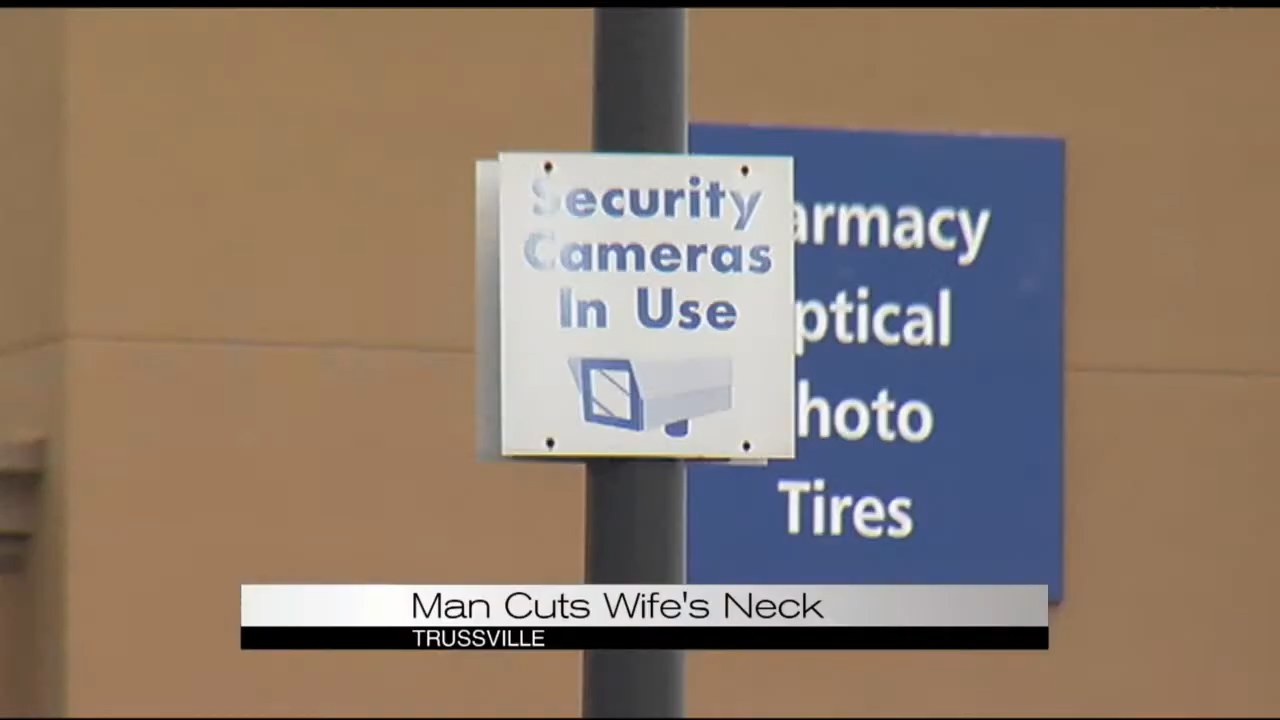 Security
Cameras
In Use
armacy
ptical
hoto
Tires
Man Cuts Wife's Neck
TRUSSVILLE